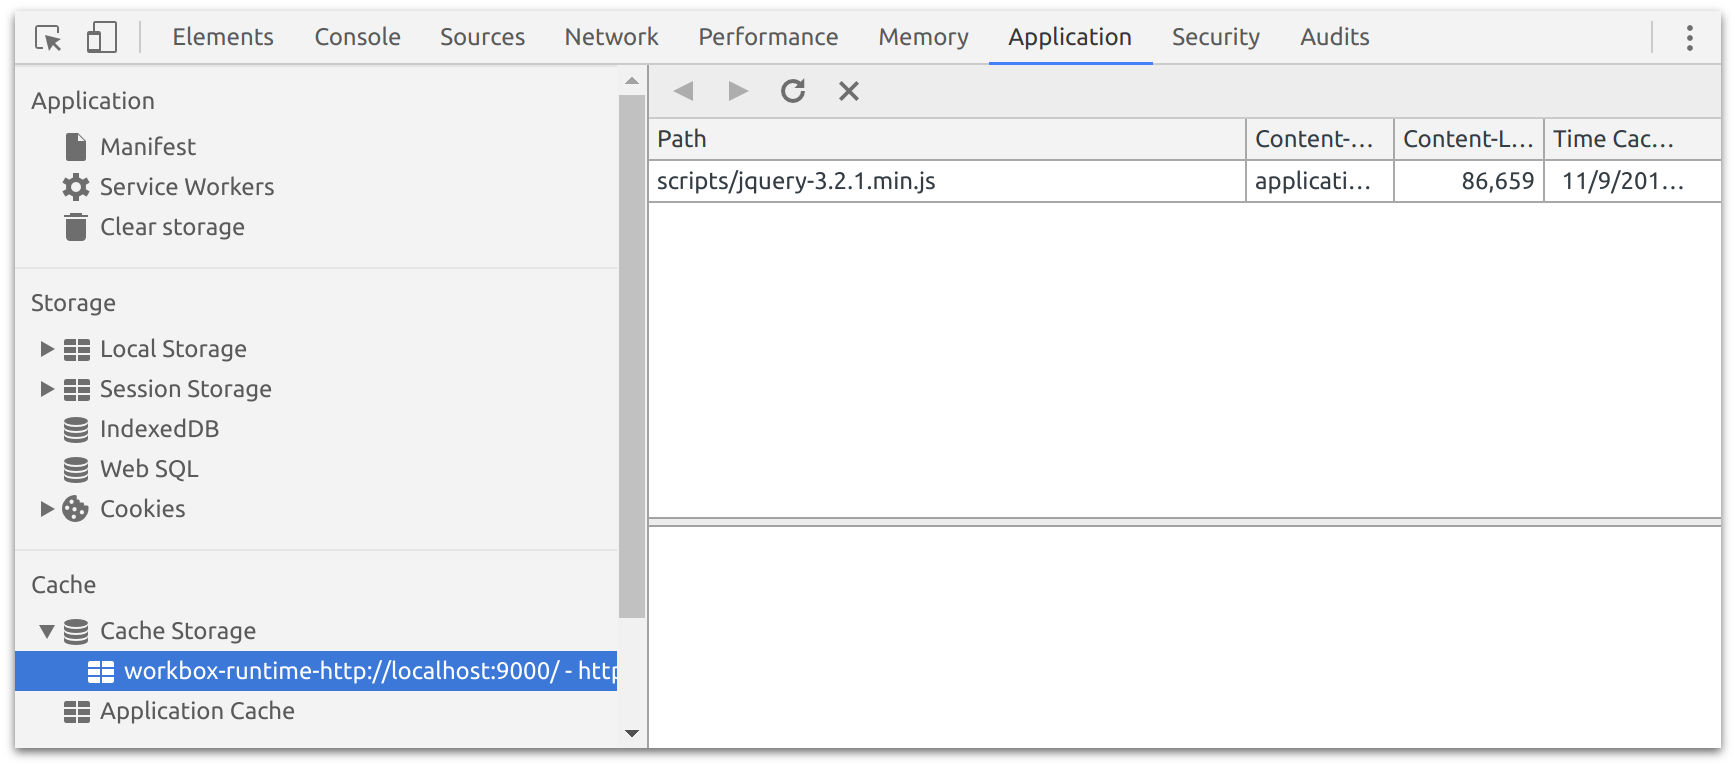 Elements Console Sources Network Performance Memory Application Security Audits
Application
Manifest
Service Workers
Clear storage
Storage
Local Storage
Session Storage
IndexedDB
Web SQL
Cookies
Cache
Cache Storage
workbox-runtime-http://localhost:9000/ - http
Application Cache
Path Content-... Content-L... Time Cac...
scripts/jquery-3.2.1.min.js applicati... 86,659 11/9/201...